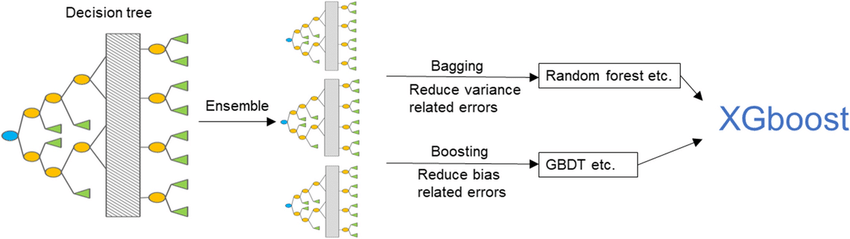 Decision tree
Ensemble
Bagging
Reduce variance
related errors
Random forest etc.
Boosting
Reduce bias
related errors
GBDT etc.
XGboost